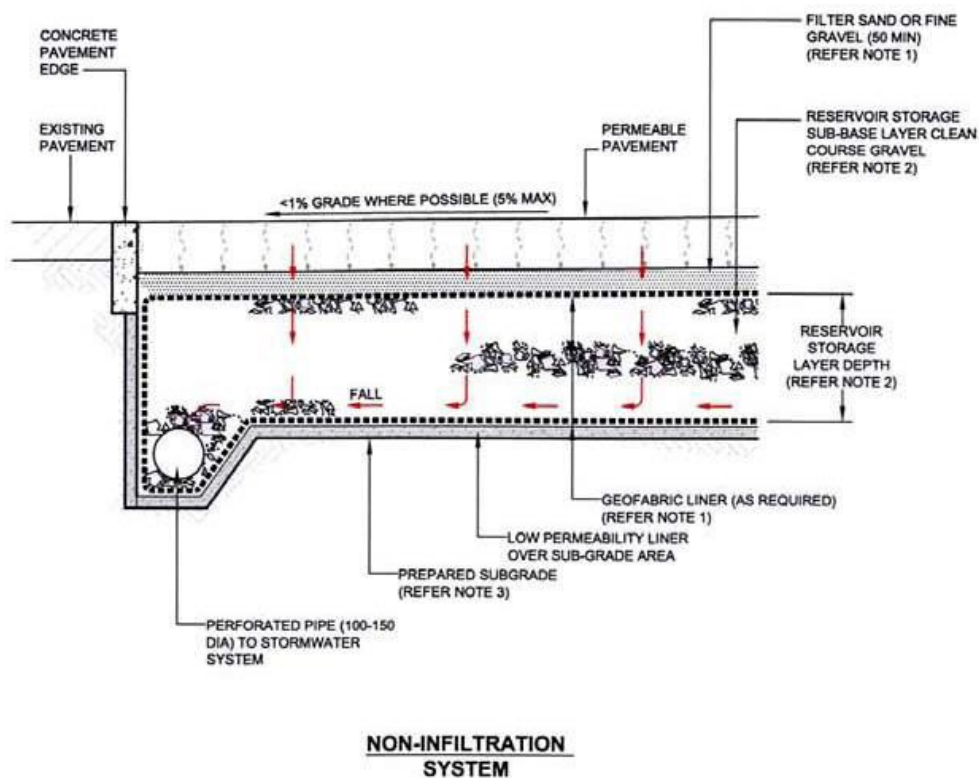 CONCRETE
PAVEMENT
EDGE
EXISTING
PAVEMENT
<1% GRADE WHERE POSSIBLE (5% MAX)
PERMEABLE
PAVEMENT
FILTER SAND OR FINE
GRAVEL (50 MIN)
(REFER NOTE 1)
RESERVOIR STORAGE
SUB-BASE LAYER CLEAN
COURSE GRAVEL
(REFER NOTE 2)
RESERVOIR
STORAGE
LAYER DEPTH
(REFER NOTE 2)
FALL
GEOFABRIC LINER (AS REQUIRED)
(REFER NOTE 1)
LOW PERMEABILITY LINER
OVER SUB-GRADE AREA
PREPARED SUBGRADE
(REFER NOTE 3)
PERFORATED PIPE (100-150
DIA) TO STORMWATER
SYSTEM
NON-INFILTRATION
SYSTEM